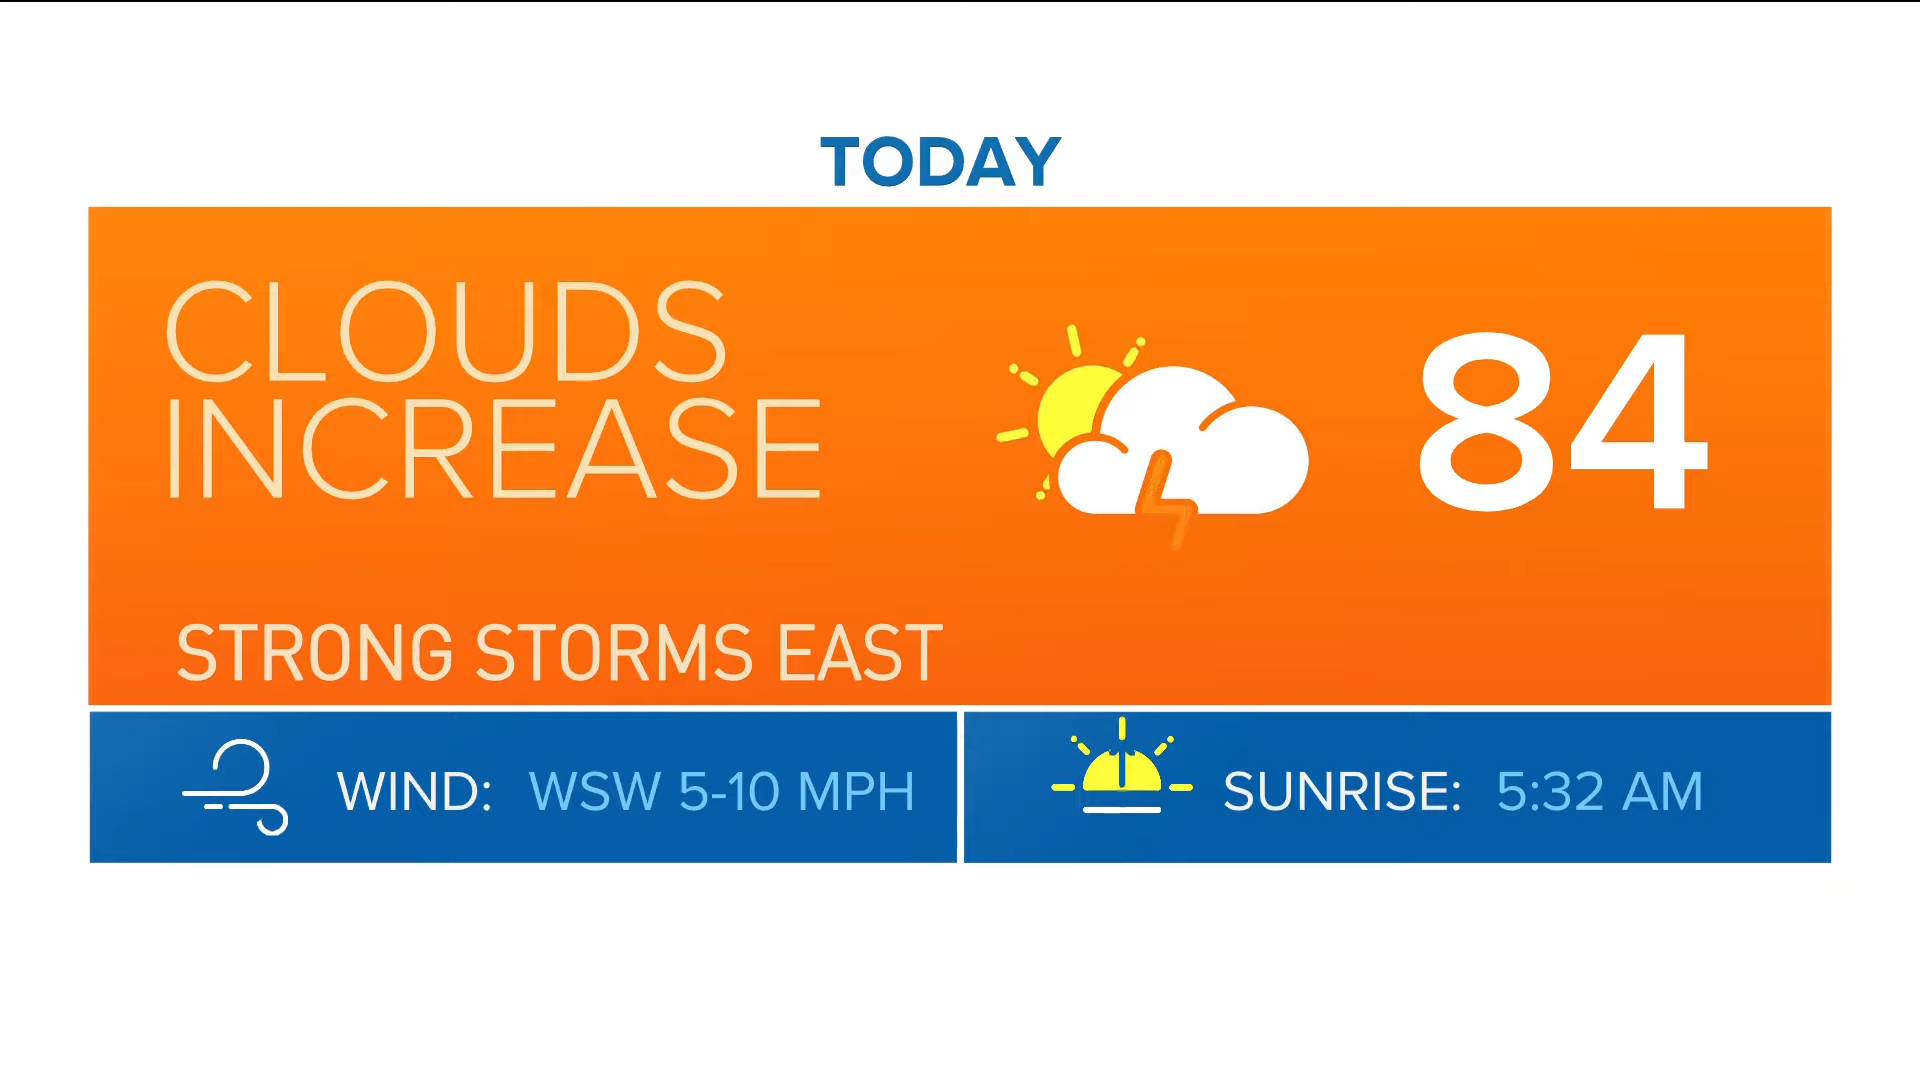 TODAY
CLOUDS
INCREASE
84
STRONG STORMS EAST
WIND: WSW 5-10 MPH
SUNRISE: 5:32 AM